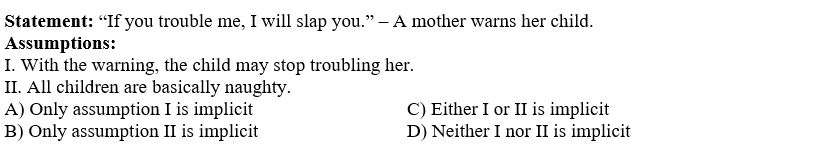 Statement: “If you trouble me, I will slap you.” – A mother warns her child.
Assumptions:
I. With the warning, the child may stop troubling her.
II. All children are basically naughty.
A) Only assumption I is implicit C) Either I or II is implicit
B) Only assumption II is implicit D) Neither I nor II is implicit